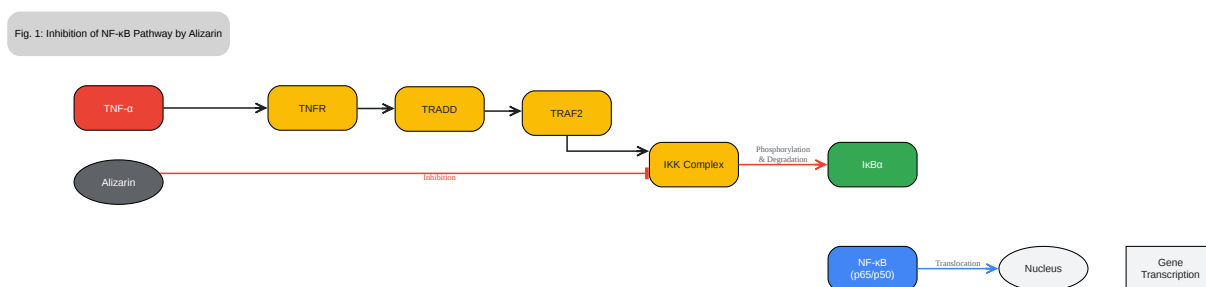 Fig. 1: Inhibition of NF-κB Pathway by Alizarin
TNF-α
TNFR
TRADD
TRAF2
Alizarin
Inhibition
IKK Complex
Phosphorylation
& Degradation
IκBα
NF-κB
(p65/p50)
Translocation
Nucleus
Gene
Transcription